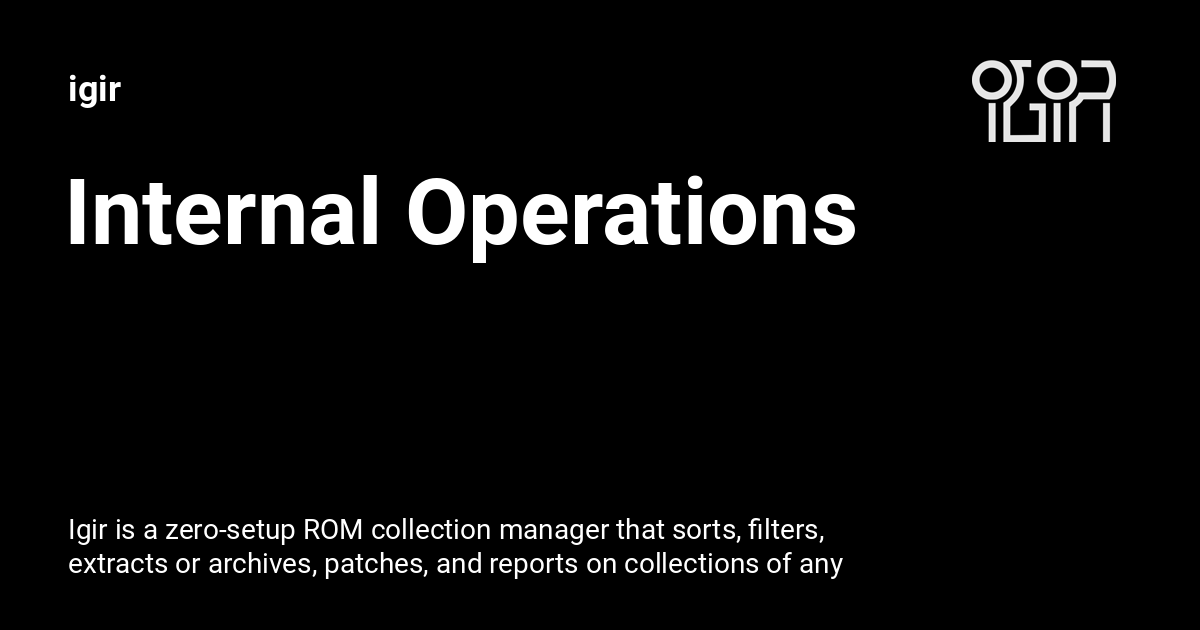 igir
IGIR
Internal Operations
Igir is a zero-setup ROM collection manager that sorts, filters,
extracts or archives, patches, and reports on collections of any